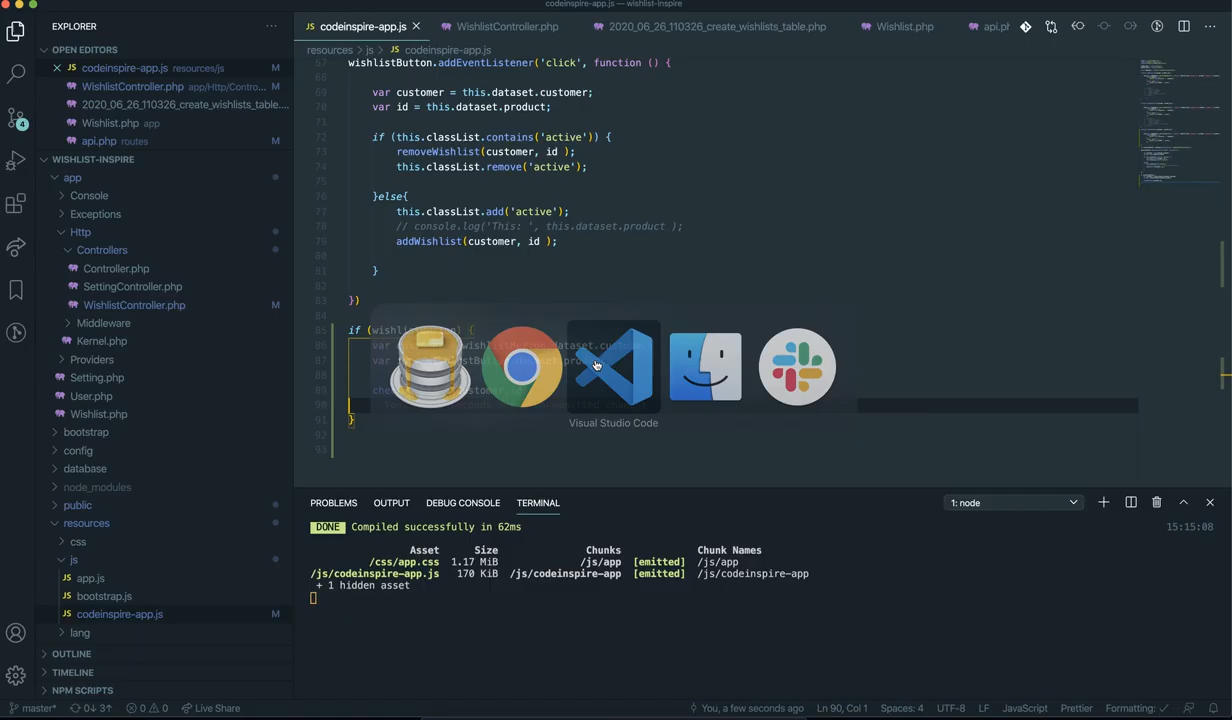 codeinspire-app.js — wishlist-inspire
EXPLORER
OPEN EDITORS
codeinspire-app.js resources/js M
WishlistController.php app/Http/Contro... M
2020_06_26_110326_create_wishlists_table....
Wishlist.php app
api.php routes M
WISHLIST-INSPIRE
app
Console
Exceptions
Http
Controllers
Controller.php
SettingController.php
WishlistController.php M
Middleware
Kernel.php
Providers
Setting.php
User.php
Wishlist.php
bootstrap
config
database
node_modules
public
resources
css
js
app.js
bootstrap.js
codeinspire-app.js M
lang
OUTLINE
TIMELINE
NPM SCRIPTS
4
codeinspire-app.js WishlistController.php 2020_06_26_110326_create_wishlists_table.php Wishlist.php api.ph
resources > js > codeinspire-app.js
67 wishlistButton.addEventListener('click', function () {
68
69 var customer = this.dataset.customer;
70 var id = this.dataset.product;
71
72 if (this.classList.contains('active')) {
73 removeWishlist(customer, id );
74 this.classList.remove('active');
75
76 }else{
77 this.classList.add('active');
78 // console.log('This: ', this.dataset.product );
79 addWishlist(customer, id );
80
81 }
82
83 })
84
85 if (wishlis
86
87
88
89 che
90
91 }
92
93
Visual Studio Code
PROBLEMS OUTPUT DEBUG CONSOLE TERMINAL 1: node
DONE Compiled successfully in 62ms 15:15:08
Asset Size Chunks Chunk Names
/css/app.css 1.17 MiB /js/app [emitted] /js/app
/js/codeinspire-app.js 170 KiB /js/codeinspire-app [emitted] /js/codeinspire-app
+ 1 hidden asset
master* 0↓ 3↑ 0 0 Live Share You, a few seconds ago Ln 90, Col 1 Spaces: 4 UTF-8 LF JavaScript Prettier Formatting: ✓